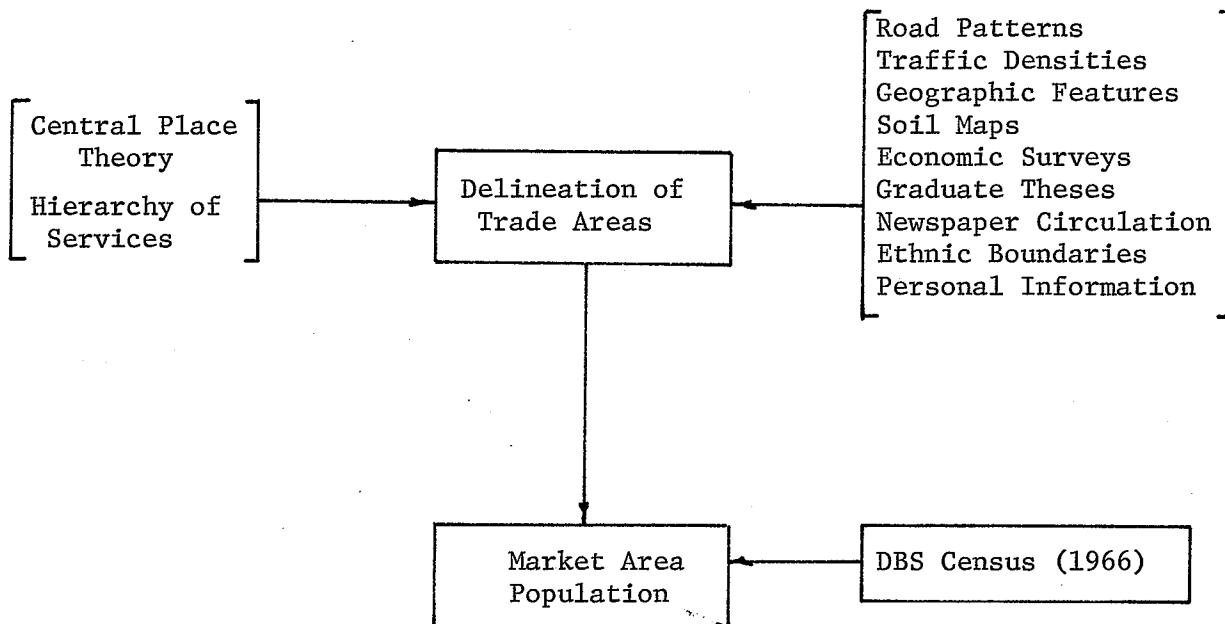 Central Place
Theory
Hierarchy of
Services
Delineation of
Trade Areas
Road Patterns
Traffic Densities
Geographic Features
Soil Maps
Economic Surveys
Graduate Theses
Newspaper Circulation
Ethnic Boundaries
Personal Information
Market Area
Population
DBS Census (1966)